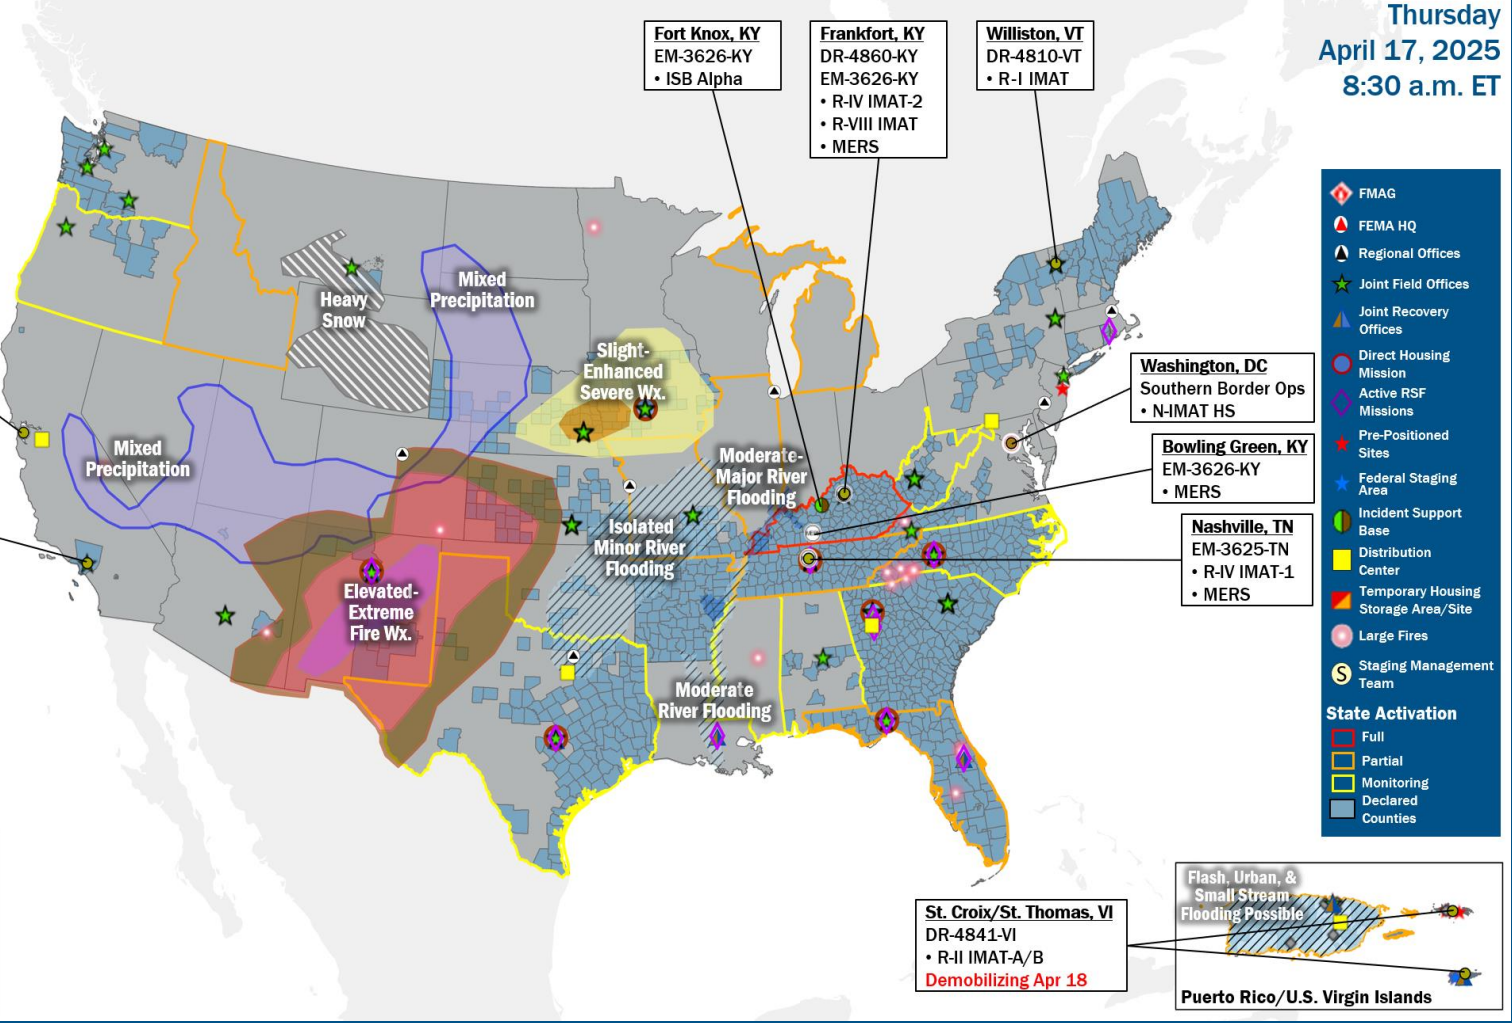 Thursday
April 17, 2025
8:30 a.m. ET
Fort Knox, KY
EM-3626-KY
• ISB Alpha
Frankfort, KY
DR-4860-KY
EM-3626-KY
• R-IV IMAT-2
• R-VIII IMAT
• MERS
Williston, VT
DR-4810-VT
• R-I IMAT
Washington, DC
Southern Border Ops
• N-IMAT HS
Bowling Green, KY
EM-3626-KY
• MERS
Nashville, TN
EM-3625-TN
• R-IV IMAT-1
• MERS
Heavy
Snow
Mixed
Precipitation
Mixed
Precipitation
Slight-
Enhanced
Severe Wx.
Moderate-
Major River
Flooding
Isolated
Minor River
Flooding
Elevated-
Extreme
Fire Wx.
Moderate
River Flooding
FMAG
FEMA HQ
Regional Offices
Joint Field Offices
Joint Recovery
Offices
Direct Housing
Mission
Active RSF
Missions
Pre-Positioned
Sites
Federal Staging
Area
Incident Support
Base
Distribution
Center
Temporary Housing
Storage Area/Site
Large Fires
S
Staging Management
Team
State Activation
Full
Partial
Monitoring
Declared
Counties
St. Croix/St. Thomas, VI
DR-4841-VI
• R-II IMAT-A/B
Demobilizing Apr 18
Flash, Urban, &
Small Stream
Flooding Possible
Puerto Rico/U.S. Virgin Islands